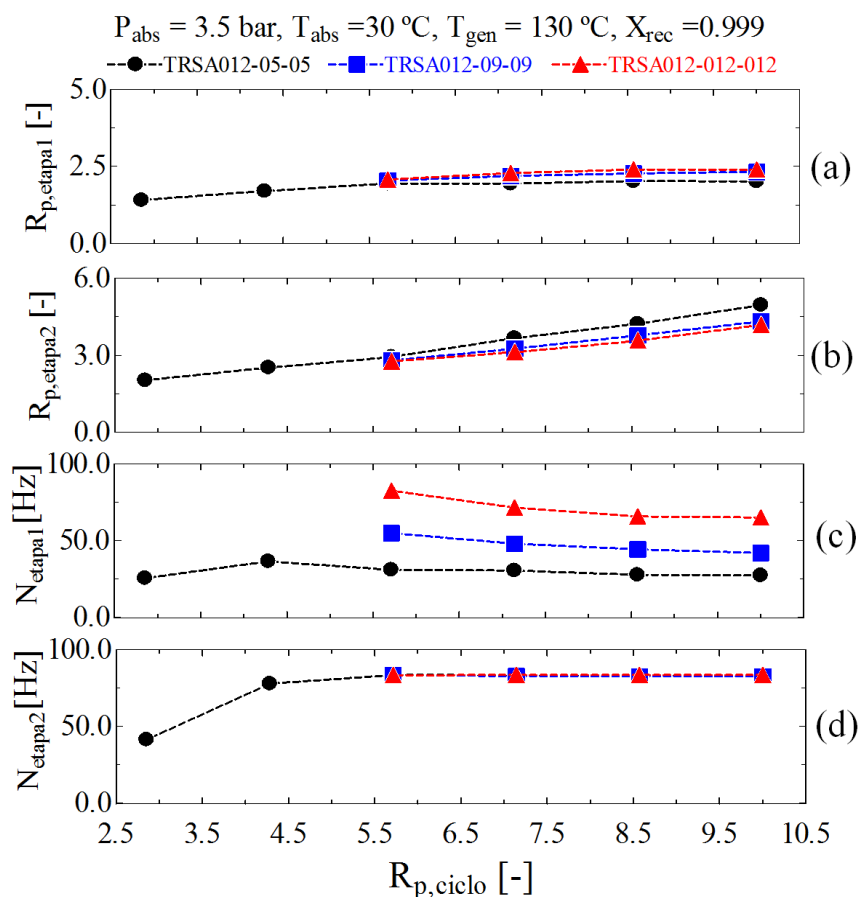 P_abs = 3.5 bar, T_abs =30 ºC, T_gen = 130 ºC, X_rec =0.999
TRSA012-05-05 TRSA012-09-09 TRSA012-012-012
R_p,etapa1 [-]
5.0
2.5
0.0
(a)
R_p,etapa2 [-]
6.0
3.0
0.0
(b)
N_etapa1[Hz]
100.0
50.0
0.0
(c)
N_etapa2[Hz]
100.0
50.0
0.0
(d)
2.5 3.5 4.5 5.5 6.5 7.5 8.5 9.5 10.5
R_p,ciclo [-]